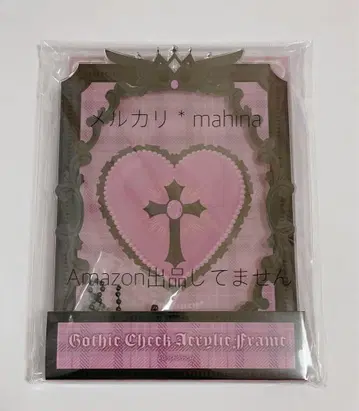 メルカリ * mahina
Amazon出品してません
Gothic Check Acrylic Frame